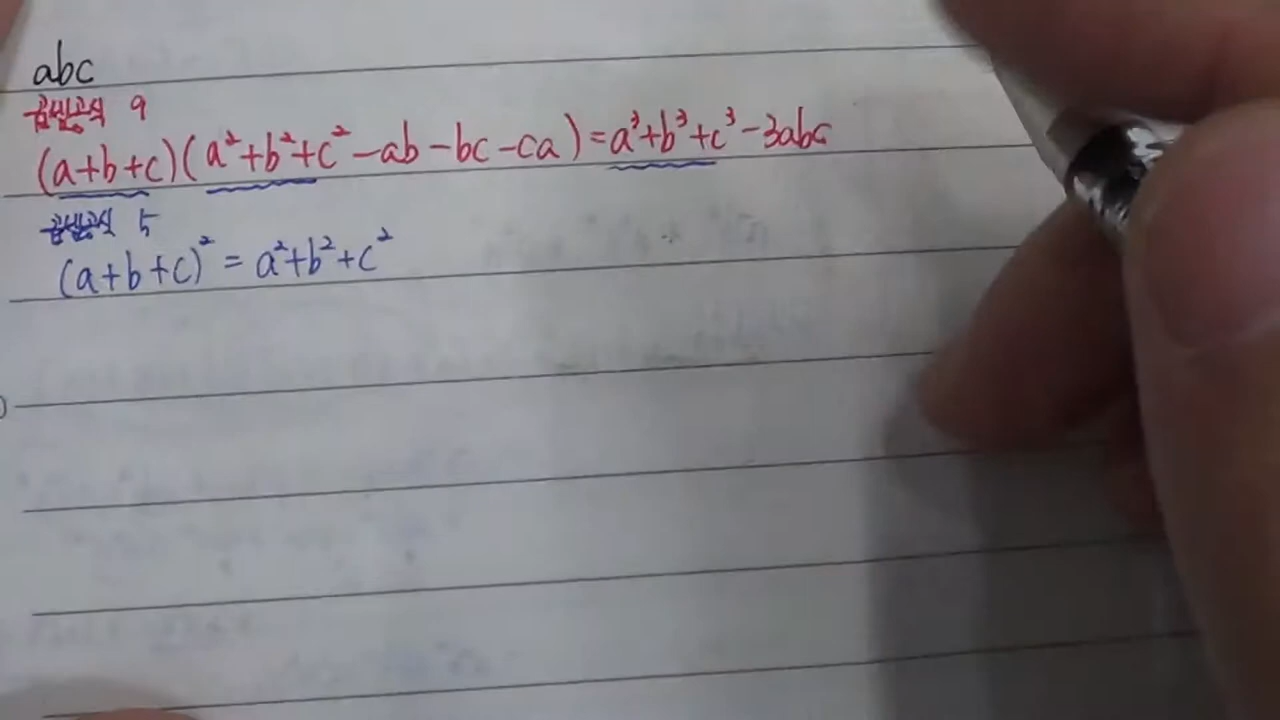 abc
곱셈공식 9
(a+b+c)(a²+b²+c²-ab-bc-ca)=a³+b³+c³-3abc
곱셈공식 5
(a+b+c)²=a²+b²+c²